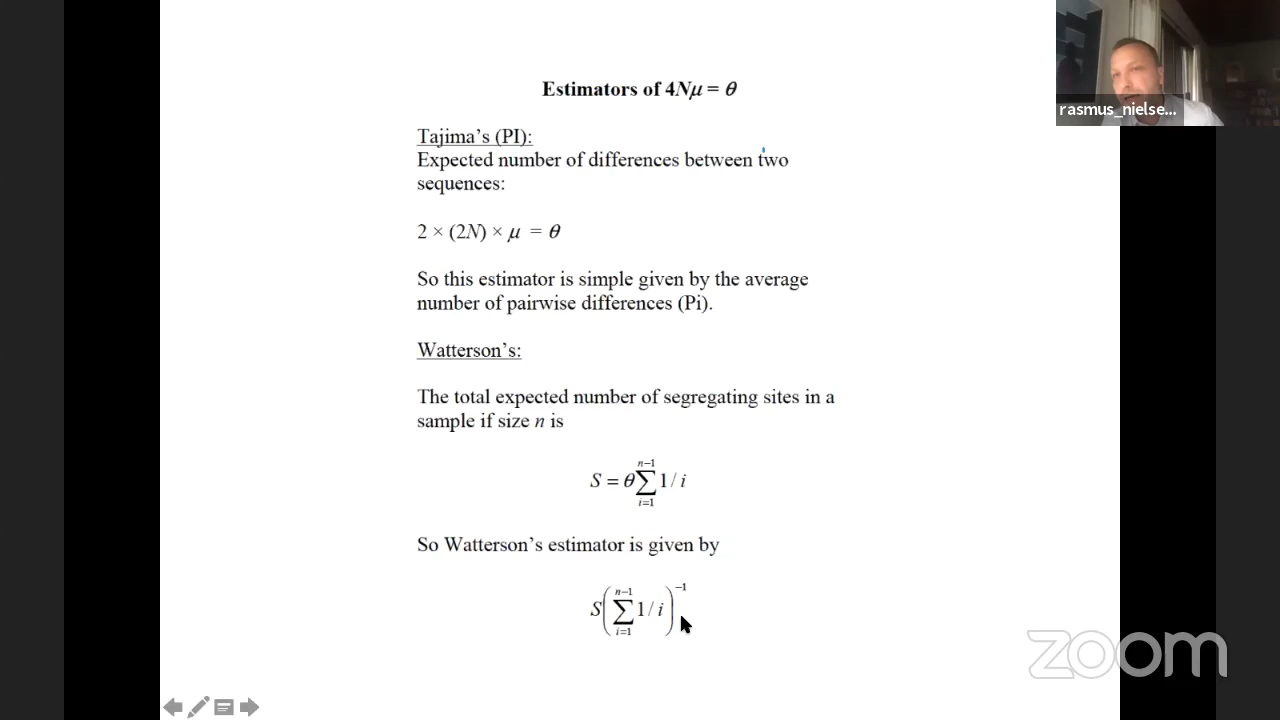 Estimators of 4Nμ = θ
Tajima's (PI):
Expected number of differences between two
sequences:
2 × (2N) × μ = θ
So this estimator is simple given by the average
number of pairwise differences (Pi).
Watterson's:
The total expected number of segregating sites in a
sample if size n is
S = θ∑_{i=1}^{n−1} 1/i
So Watterson's estimator is given by
S(∑_{i=1}^{n−1} 1/i)^{−1}
rasmus_nielse...
zoom